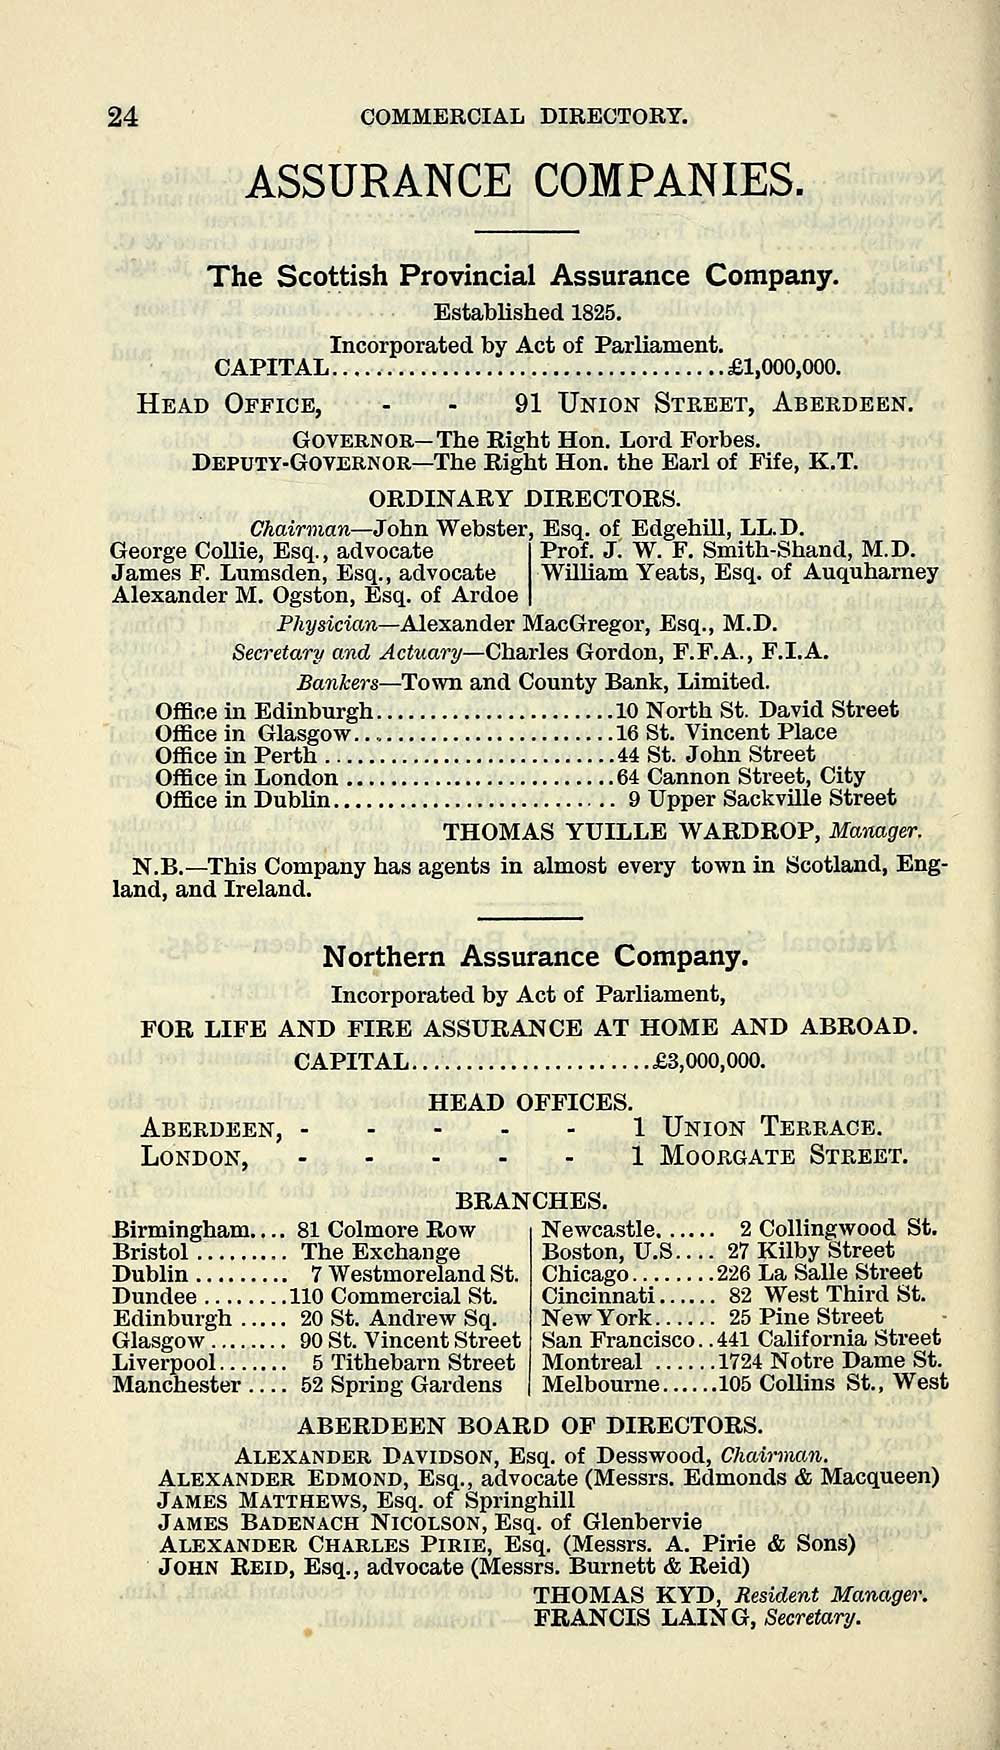 24 COMMERCIAL DIRECTORY.
ASSURANCE COMPANIES.
The Scottish Provincial Assurance Company.
Established 1825.
Incorporated by Act of Parliament.
CAPITAL......................................£1,000,000.
HEAD OFFICE, - - 91 UNION STREET, ABERDEEN.
GOVERNOR—The Right Hon. Lord Forbes.
DEPUTY-GOVERNOR—The Right Hon. the Earl of Fife, K.T.
ORDINARY DIRECTORS.
Chairman—John Webster, Esq. of Edgehill, LL.D.
George Collie, Esq., advocate
James F. Lumsden, Esq., advocate
Alexander M. Ogston, Esq. of Ardoe
Prof. J. W. F. Smith-Shand, M.D.
William Yeats, Esq. of Auquharney
Physician—Alexander MacGregor, Esq., M.D.
Secretary and Actuary—Charles Gordon, F.F.A., F.I.A.
Bankers—Town and County Bank, Limited.
Office in Edinburgh......................10 North St. David Street
Office in Glasgow........................16 St. Vincent Place
Office in Perth..........................44 St. John Street
Office in London.........................64 Cannon Street, City
Office in Dublin.......................... 9 Upper Sackville Street
THOMAS YUILLE WARDROP, Manager.
N.B.—This Company has agents in almost every town in Scotland, Eng-
land, and Ireland.
Northern Assurance Company.
Incorporated by Act of Parliament,
FOR LIFE AND FIRE ASSURANCE AT HOME AND ABROAD.
CAPITAL.......................£3,000,000.
HEAD OFFICES.
ABERDEEN, - - - - - 1 UNION TERRACE.
LONDON, - - - - - 1 MOORGATE STREET.
BRANCHES.
Birmingham.... 81 Colmore Row
Bristol......... The Exchange
Dublin......... 7 Westmoreland St.
Dundee........110 Commercial St.
Edinburgh..... 20 St. Andrew Sq.
Glasgow........ 90 St. Vincent Street
Liverpool....... 5 Tithebarn Street
Manchester.... 52 Spring Gardens
Newcastle...... 2 Collingwood St.
Boston, U.S.... 27 Kilby Street
Chicago........226 La Salle Street
Cincinnati...... 82 West Third St.
New York...... 25 Pine Street
San Francisco..441 California Street
Montreal......1724 Notre Dame St.
Melbourne......105 Collins St., West
ABERDEEN BOARD OF DIRECTORS.
ALEXANDER DAVIDSON, Esq. of Desswood, Chairman.
ALEXANDER EDMOND, Esq., advocate (Messrs. Edmonds & Macqueen)
JAMES MATTHEWS, Esq. of Springhill
JAMES BADENACH NICOLSON, Esq. of Glenbervie
ALEXANDER CHARLES PIRIE, Esq. (Messrs. A. Pirie & Sons)
JOHN REID, Esq., advocate (Messrs. Burnett & Reid)
THOMAS KYD, Resident Manager.
FRANCIS LAING, Secretary.